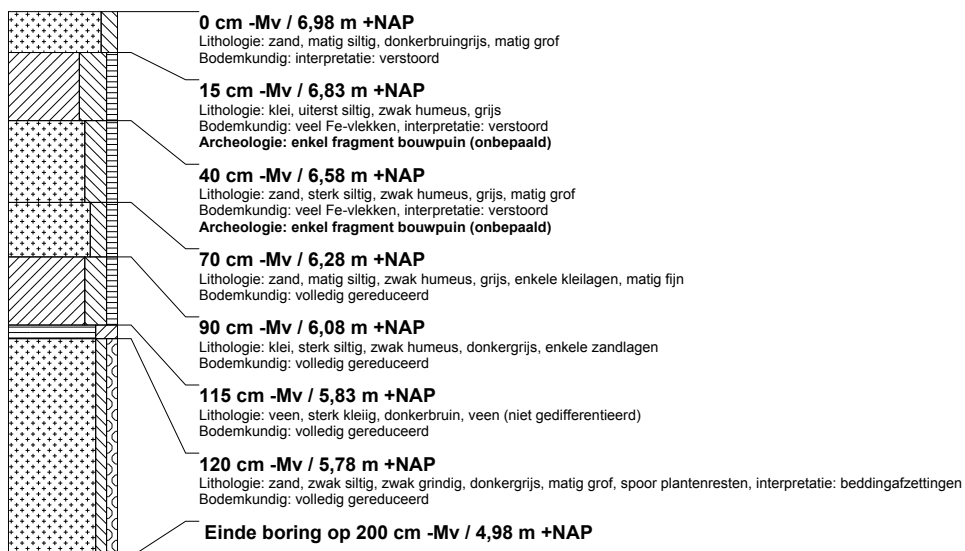 0 cm -Mv / 6,98 m +NAP
Lithologie: zand, matig siltig, donkerbruingrijs, matig grof
Bodemkundig: interpretatie: verstoord
15 cm -Mv / 6,83 m +NAP
Lithologie: klei, uiterst siltig, zwak humeus, grijs
Bodemkundig: veel Fe-vlekken, interpretatie: verstoord
Archeologie: enkel fragment bouwpuin (onbepaald)
40 cm -Mv / 6,58 m +NAP
Lithologie: zand, sterk siltig, zwak humeus, grijs, matig grof
Bodemkundig: veel Fe-vlekken, interpretatie: verstoord
Archeologie: enkel fragment bouwpuin (onbepaald)
70 cm -Mv / 6,28 m +NAP
Lithologie: zand, matig siltig, zwak humeus, grijs, enkele kleilagen, matig fijn
Bodemkundig: volledig gereduceerd
90 cm -Mv / 6,08 m +NAP
Lithologie: klei, sterk siltig, zwak humeus, donkergrijs, enkele zandlagen
Bodemkundig: volledig gereduceerd
115 cm -Mv / 5,83 m +NAP
Lithologie: veen, sterk kleiig, donkerbruin, veen (niet gedifferentieerd)
Bodemkundig: volledig gereduceerd
120 cm -Mv / 5,78 m +NAP
Lithologie: zand, zwak siltig, zwak grindig, donkergrijs, matig grof, spoor plantenresten, interpretatie: beddingafzettingen
Bodemkundig: volledig gereduceerd
Einde boring op 200 cm -Mv / 4,98 m +NAP